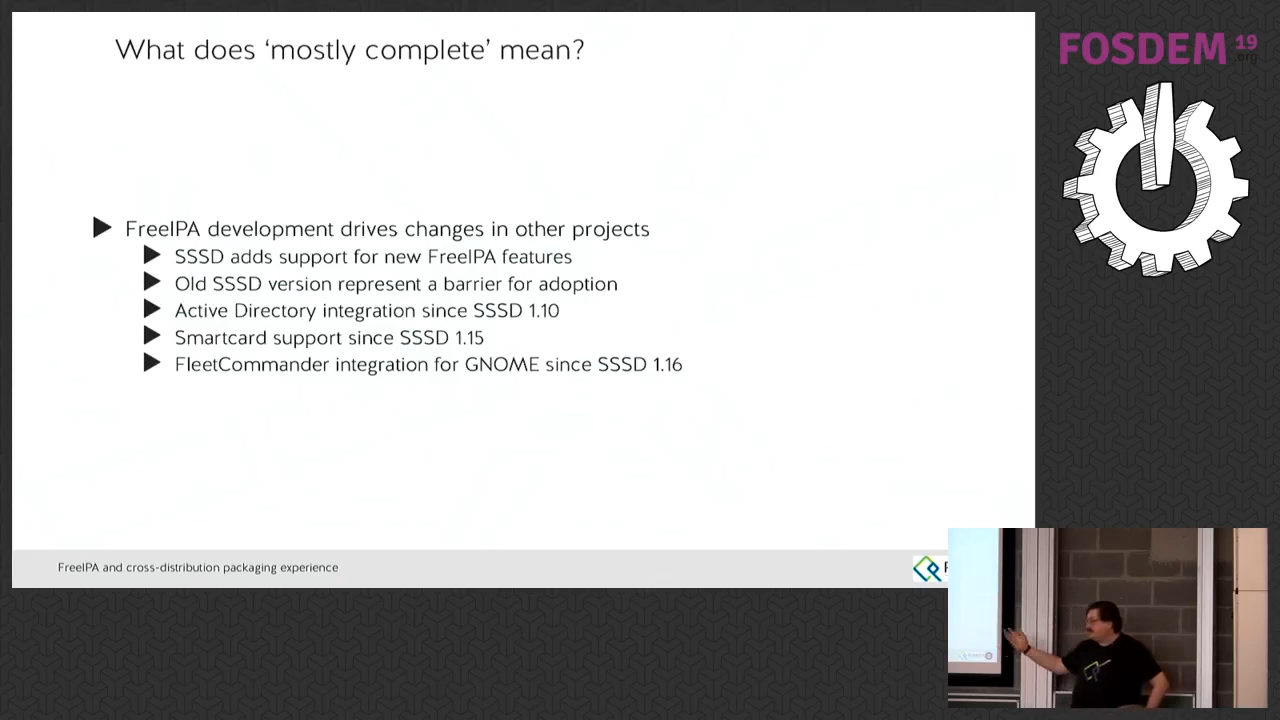 What does ‘mostly complete’ mean?
FOSDEM 19
.org
FreeIPA development drives changes in other projects
SSSD adds support for new FreeIPA features
Old SSSD version represent a barrier for adoption
Active Directory integration since SSSD 1.10
Smartcard support since SSSD 1.15
FleetCommander integration for GNOME since SSSD 1.16
FreeIPA and cross-distribution packaging experience